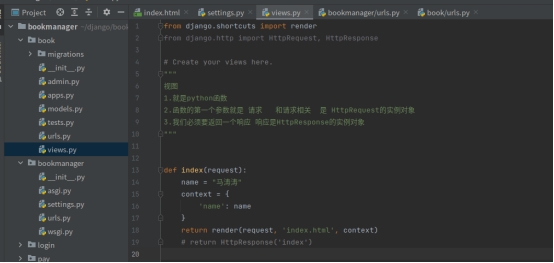 Project
index.html
settings.py
views.py
bookmanager/urls.py
book/urls.py
bookmanager ~/django/book
book
migrations
__init__.py
admin.py
apps.py
models.py
tests.py
urls.py
views.py
bookmanager
__init__.py
asgi.py
settings.py
urls.py
wsgi.py
login
pay
1 from django.shortcuts import render
2 from django.http import HttpRequest, HttpResponse
3
4
5 # Create your views here.
6 """
7 视图
8 1.就是python函数
9 2.函数的第一个参数就是 请求 和请求相关 是 HttpRequest的实例对象
10 3.我们必须要返回一个响应 响应是HttpResponse的实例对象
11 """
12
13 def index(request):
14 name = "马涛涛"
15 context = {
16 'name': name
17 }
18 return render(request, 'index.html', context)
19 # return HttpResponse('index')
20